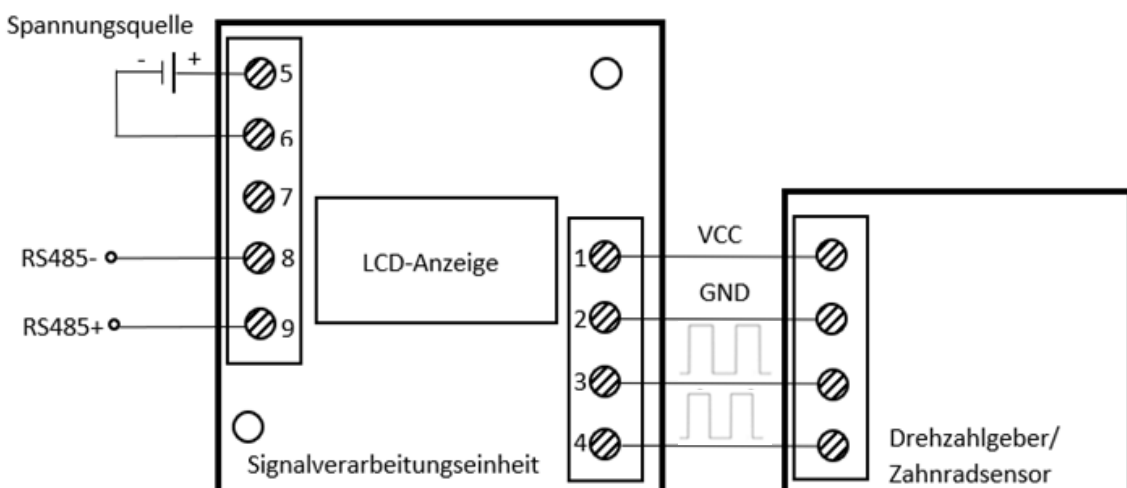 Spannungsquelle
- +
5
6
7
RS485- 8
RS485+ 9
LCD-Anzeige
1 VCC
2 GND
3
4
Signalverarbeitungseinheit
Drehzahlgeber/
Zahnradsensor